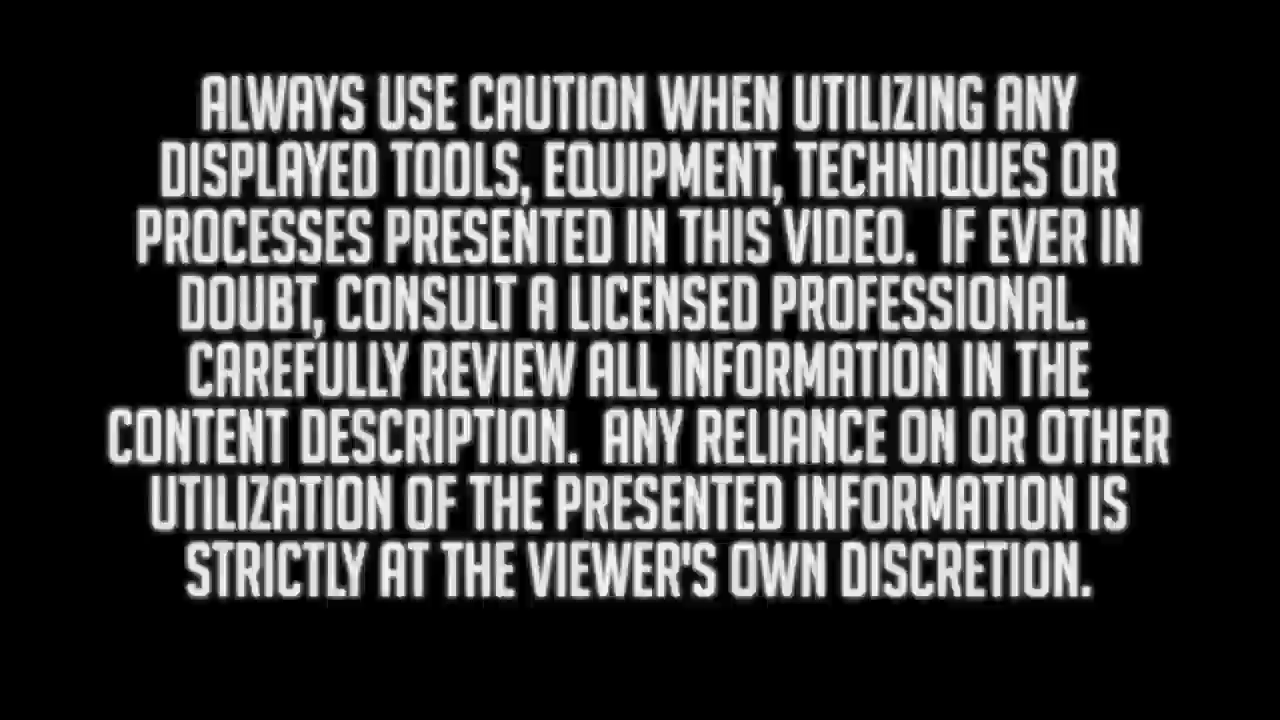 ALWAYS USE CAUTION WHEN UTILIZING ANY
DISPLAYED TOOLS, EQUIPMENT, TECHNIQUES OR
PROCESSES PRESENTED IN THIS VIDEO.  IF EVER IN
DOUBT, CONSULT A LICENSED PROFESSIONAL.
CAREFULLY REVIEW ALL INFORMATION IN THE
CONTENT DESCRIPTION.  ANY RELIANCE ON OR OTHER
UTILIZATION OF THE PRESENTED INFORMATION IS
STRICTLY AT THE VIEWER'S OWN DISCRETION.